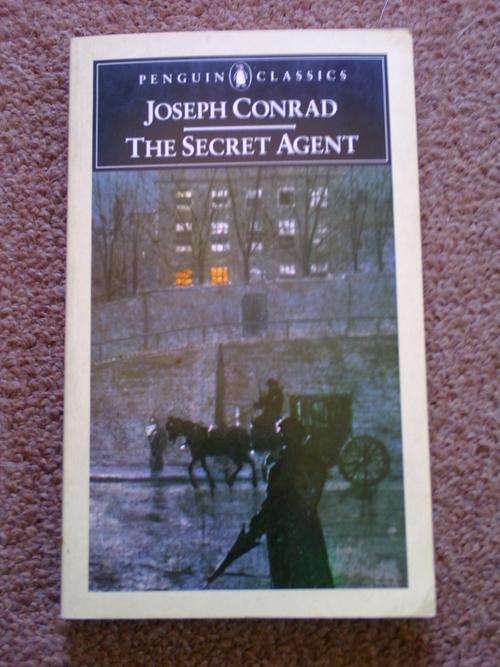 PENGUIN CLASSICS
JOSEPH CONRAD
THE SECRET AGENT